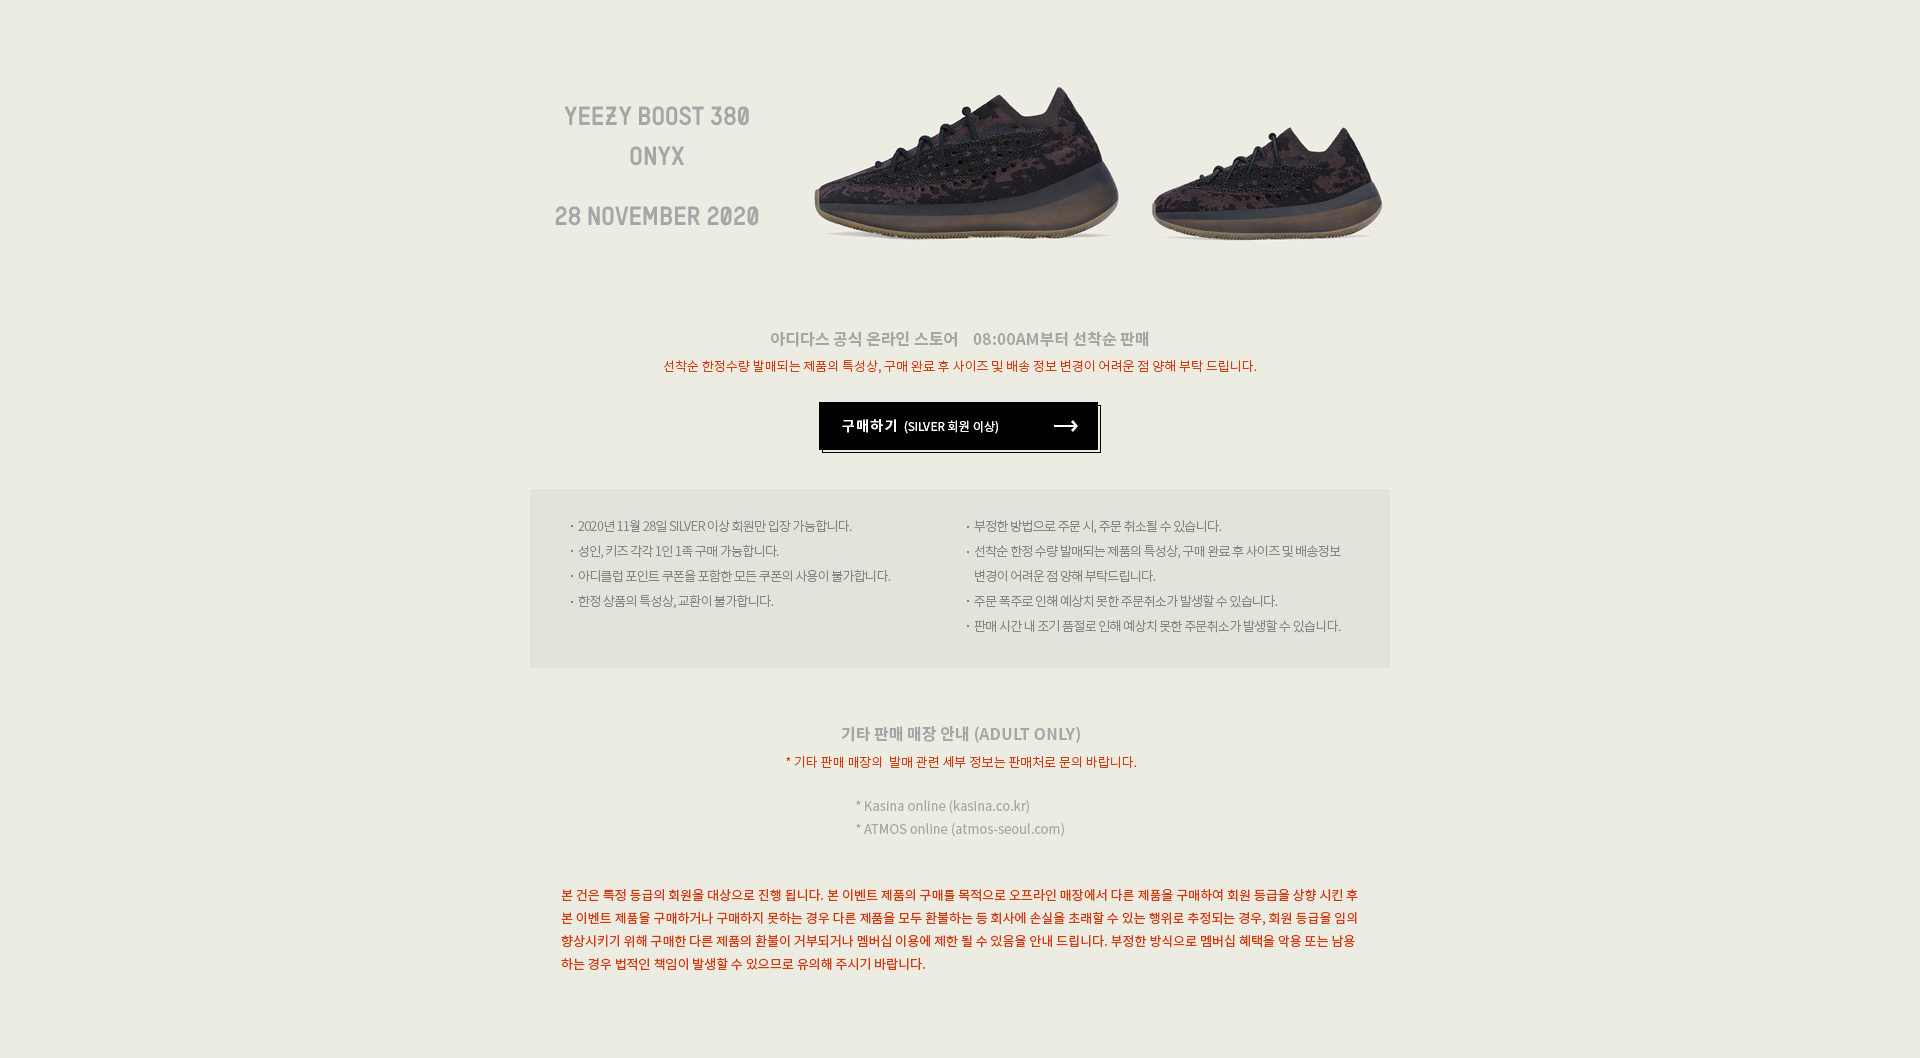 YEEZY BOOST 380
ONYX
28 NOVEMBER 2020
아디다스 공식 온라인 스토어 08:00AM부터 선착순 판매
선착순 한정수량 발매되는 제품의 특성상, 구매 완료 후 사이즈 및 배송 정보 변경이 어려운 점 양해 부탁 드립니다.
구매하기 (SILVER 회원 이상)
· 2020년 11월 28일 SILVER 이상 회원만 입장 가능합니다.
· 성인, 키즈 각각 1인 1족 구매 가능합니다.
· 아디클럽 포인트 쿠폰을 포함한 모든 쿠폰의 사용이 불가합니다.
· 한정 상품의 특성상, 교환이 불가합니다.
· 부정한 방법으로 주문 시, 주문 취소될 수 있습니다.
· 선착순 한정 수량 발매되는 제품의 특성상, 구매 완료 후 사이즈 및 배송정보
변경이 어려운 점 양해 부탁드립니다.
· 주문 폭주로 인해 예상치 못한 주문취소가 발생할 수 있습니다.
· 판매 시간 내 조기 품절로 인해 예상치 못한 주문취소가 발생할 수 있습니다.
기타 판매 매장 안내 (ADULT ONLY)
* 기타 판매 매장의 발매 관련 세부 정보는 판매처로 문의 바랍니다.
* Kasina online (kasina.co.kr)
* ATMOS online (atmos-seoul.com)
본 건은 특정 등급의 회원을 대상으로 진행 됩니다. 본 이벤트 제품의 구매를 목적으로 오프라인 매장에서 다른 제품을 구매하여 회원 등급을 상향 시킨 후
본 이벤트 제품을 구매하거나 구매하지 못하는 경우 다른 제품을 모두 환불하는 등 회사에 손실을 초래할 수 있는 행위로 추정되는 경우, 회원 등급을 임의
향상시키기 위해 구매한 다른 제품의 환불이 거부되거나 멤버십 이용에 제한 될 수 있음을 안내 드립니다. 부정한 방식으로 멤버십 혜택을 악용 또는 남용
하는 경우 법적인 책임이 발생할 수 있으므로 유의해 주시기 바랍니다.